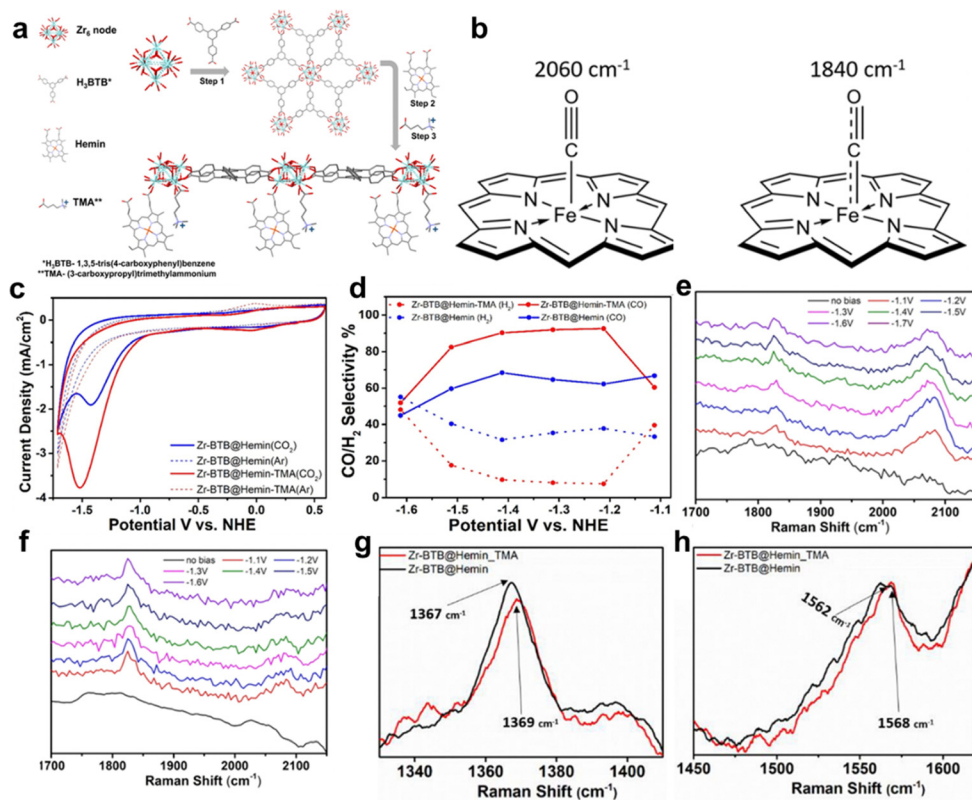 a
Zr6 node
H3BTB*
Hemin
TMA**
Step 1
Step 2
Step 3
*H3BTB- 1,3,5-tris(4-carboxyphenyl)benzene
**TMA- (3-carboxypropyl)trimethylammonium
b
2060 cm-1
O
C
Fe
N
N
N
N
1840 cm-1
O
C
Fe
N
N
N
N
c
Current Density (mA/cm2)
0
-1
-2
-3
-4
Zr-BTB@Hemin(CO2)
Zr-BTB@Hemin(Ar)
Zr-BTB@Hemin-TMA(CO2)
Zr-BTB@Hemin-TMA(Ar)
-1.5
-1.0
-0.5
0.0
0.5
Potential V vs. NHE
d
CO/H2 Selectivity %
100
90
80
60
40
20
0
Zr-BTB@Hemin-TMA (H2)
Zr-BTB@Hemin-TMA (CO)
Zr-BTB@Hemin (H2)
Zr-BTB@Hemin (CO)
-1.6
-1.5
-1.4
-1.3
-1.2
-1.1
Potential V vs. NHE
e
no bias
-1.1V
-1.2V
-1.3V
-1.4V
-1.5V
-1.6V
-1.7V
1700
1800
1900
2000
2100
Raman Shift (cm-1)
f
no bias
-1.1V
-1.2V
-1.3V
-1.4V
-1.5V
-1.6V
1700
1800
1900
2000
2100
Raman Shift (cm-1)
g
Zr-BTB@Hemin_TMA
Zr-BTB@Hemin
1367 cm-1
1369 cm-1
1340
1360
1380
1400
Raman Shift (cm-1)
h
Zr-BTB@Hemin_TMA
Zr-BTB@Hemin
1562 cm-1
1568 cm-1
1450
1500
1550
1600
Raman Shift (cm-1)